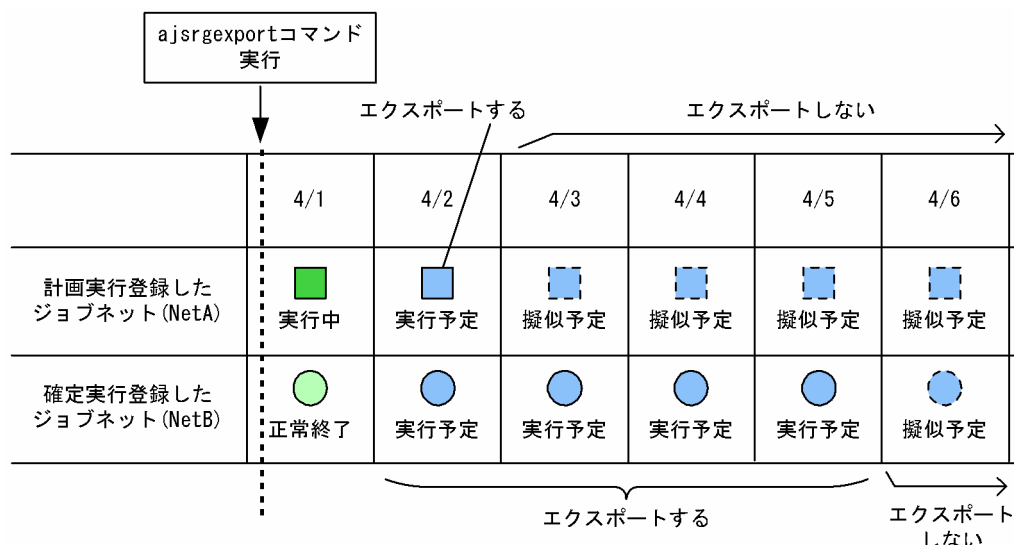 ajsrgexportコマンド
実行
エクスポートする
エクスポートしない
4/1 4/2 4/3 4/4 4/5 4/6
計画実行登録した
ジョブネット(NetA)
実行中 実行予定 擬似予定 擬似予定 擬似予定 擬似予定
確定実行登録した
ジョブネット(NetB)
正常終了 実行予定 実行予定 実行予定 実行予定 擬似予定
エクスポートする
エクスポート
しない